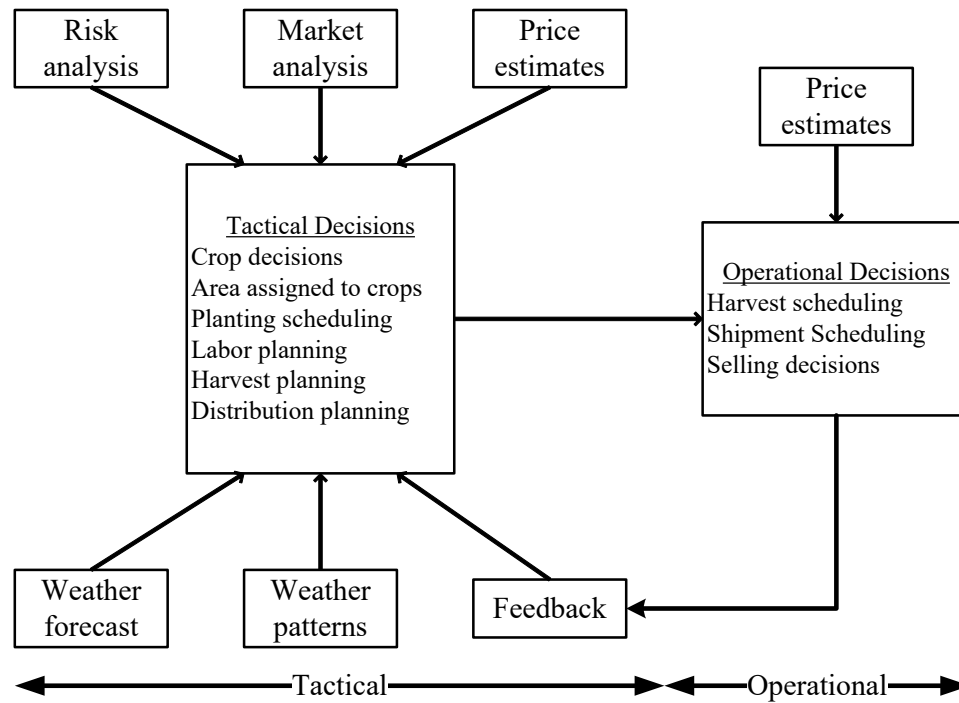 Risk
analysis
Market
analysis
Price
estimates
Price
estimates
Tactical Decisions
Crop decisions
Area assigned to crops
Planting scheduling
Labor planning
Harvest planning
Distribution planning
Operational Decisions
Harvest scheduling
Shipment Scheduling
Selling decisions
Weather
forecast
Weather
patterns
Feedback
Tactical
Operational